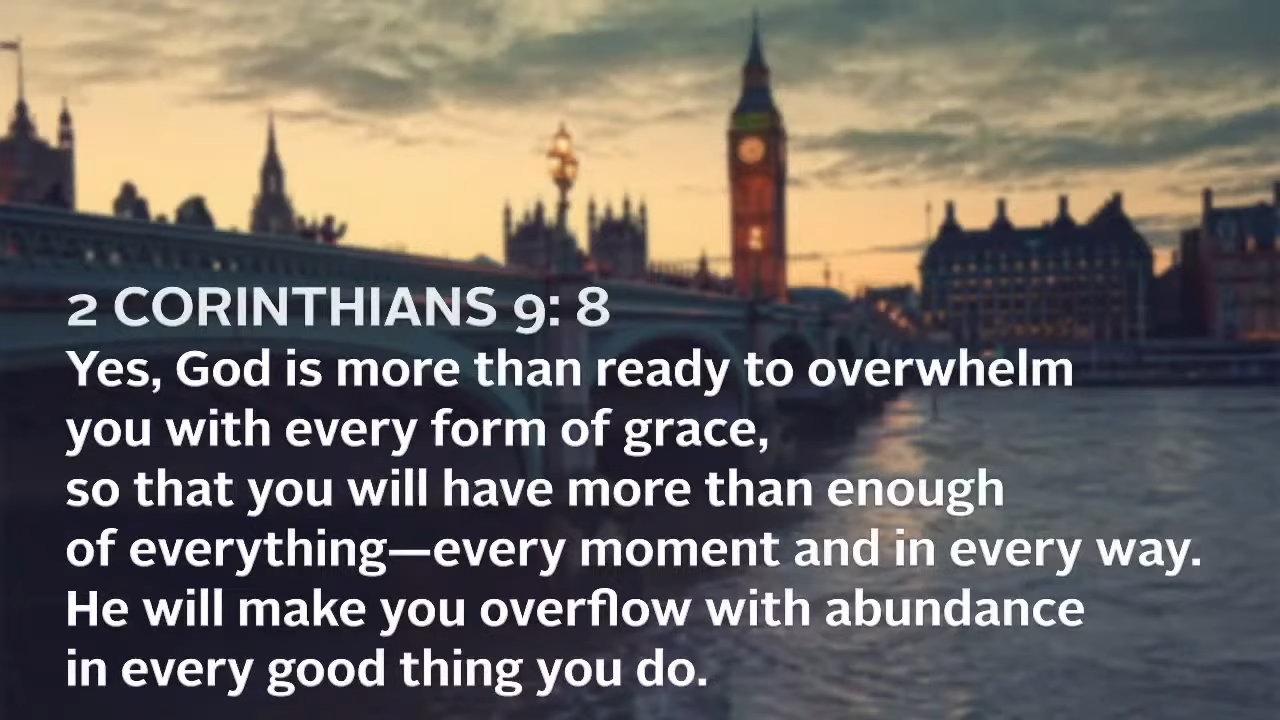 2 CORINTHIANS 9: 8
Yes, God is more than ready to overwhelm
you with every form of grace,
so that you will have more than enough
of everything—every moment and in every way.
He will make you overflow with abundance
in every good thing you do.